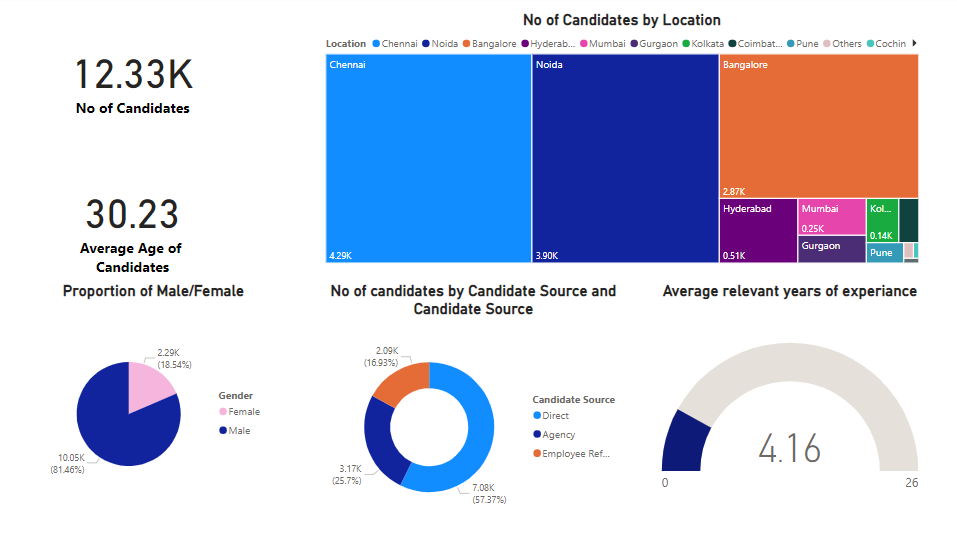 12.33K
No of Candidates
30.23
Average Age of
Candidates
No of Candidates by Location
Location Chennai Noida Bangalore Hyderab... Mumbai Gurgaon Kolkata Coimbat... Pune Others Cochin
Chennai
4.29K
Noida
3.90K
Bangalore
2.87K
Hyderabad
0.51K
Mumbai
0.25K
Gurgaon
Kol...
0.14K
Pune
Proportion of Male/Female
2.29K
(18.54%)
10.05K
(81.46%)
Gender
Female
Male
No of candidates by Candidate Source and
Candidate Source
2.09K
(16.93%)
3.17K
(25.7%)
7.08K
(57.37%)
Candidate Source
Direct
Agency
Employee Ref...
Average relevant years of experiance
4.16
0
26